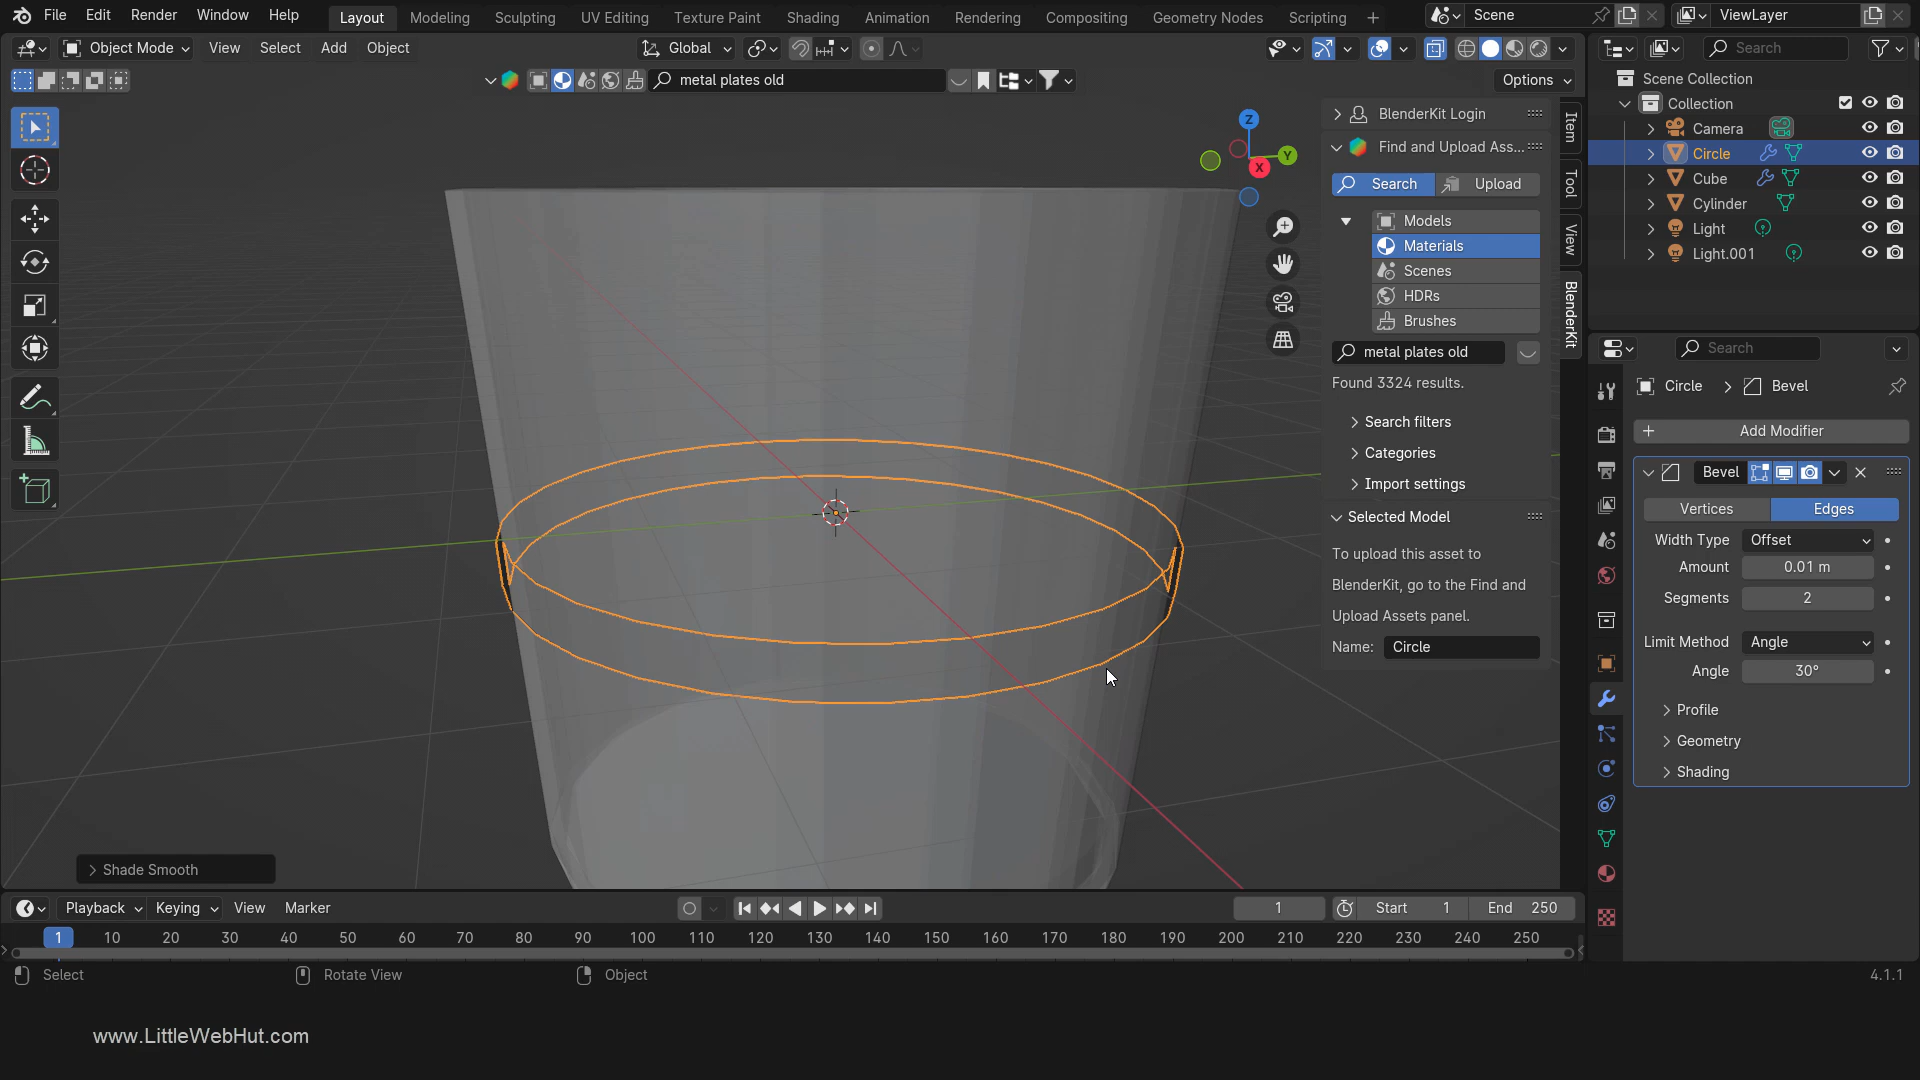 File Edit Render Window Help Layout Modeling Sculpting UV Editing Texture Paint Shading Animation Rendering Compositing Geometry Nodes Scripting + Scene ViewLayer
Object Mode View Select Add Object Global Search
metal plates old Options
Scene Collection
Collection
Camera
Circle
Cube
Cylinder
Light
Light.001
Z
Y
X
BlenderKit Login
Find and Upload Ass...
Search Upload
Models
Materials
Scenes
HDRs
Brushes
metal plates old
Found 3324 results.
Search filters
Categories
Import settings
Selected Model
To upload this asset to
BlenderKit, go to the Find and
Upload Assets panel.
Name: Circle
Item
Tool
View
BlenderKit
Search
Circle > Bevel
+ Add Modifier
Bevel
Vertices Edges
Width Type Offset
Amount 0.01 m
Segments 2
Limit Method Angle
Angle 30°
Profile
Geometry
Shading
Shade Smooth
Playback Keying View Marker 1 Start 1 End 250
1 10 20 30 40 50 60 70 80 90 100 110 120 130 140 150 160 170 180 190 200 210 220 230 240 250
Select Rotate View Object 4.1.1
www.LittleWebHut.com